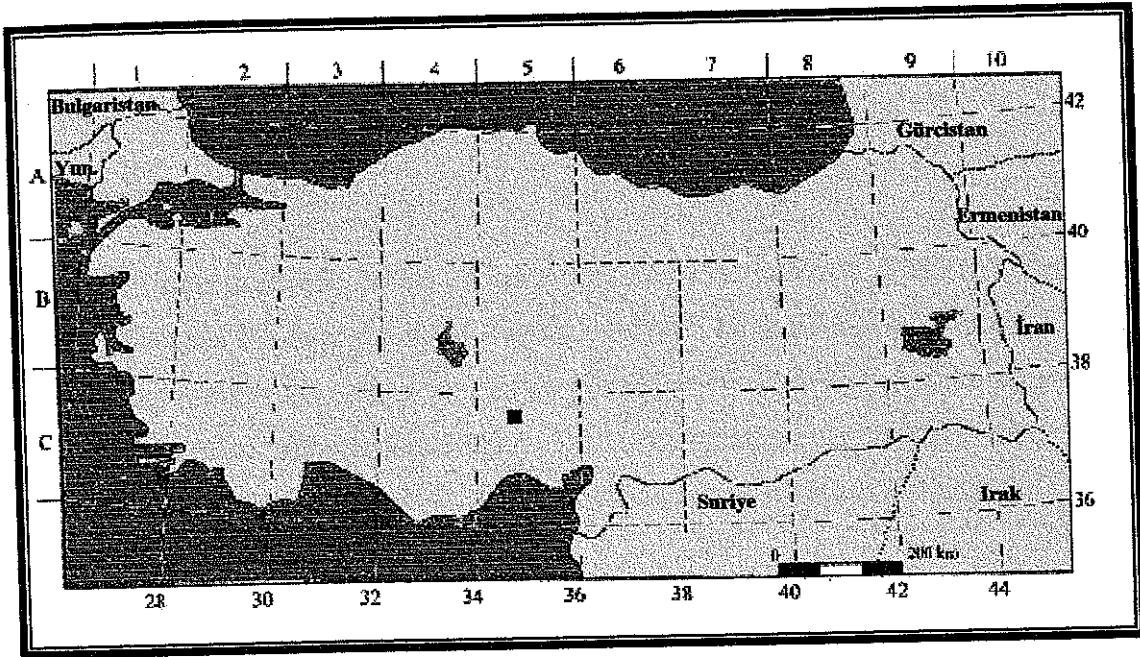 1 2 3 4 5 6 7 8 9 10
Bulgaristan
42
Gürcistan
Yun.
A
Ermenistan
40
B
İran
38
C
Suriye
Irak
36
0 200 km
28 30 32 34 36 38 40 42 44